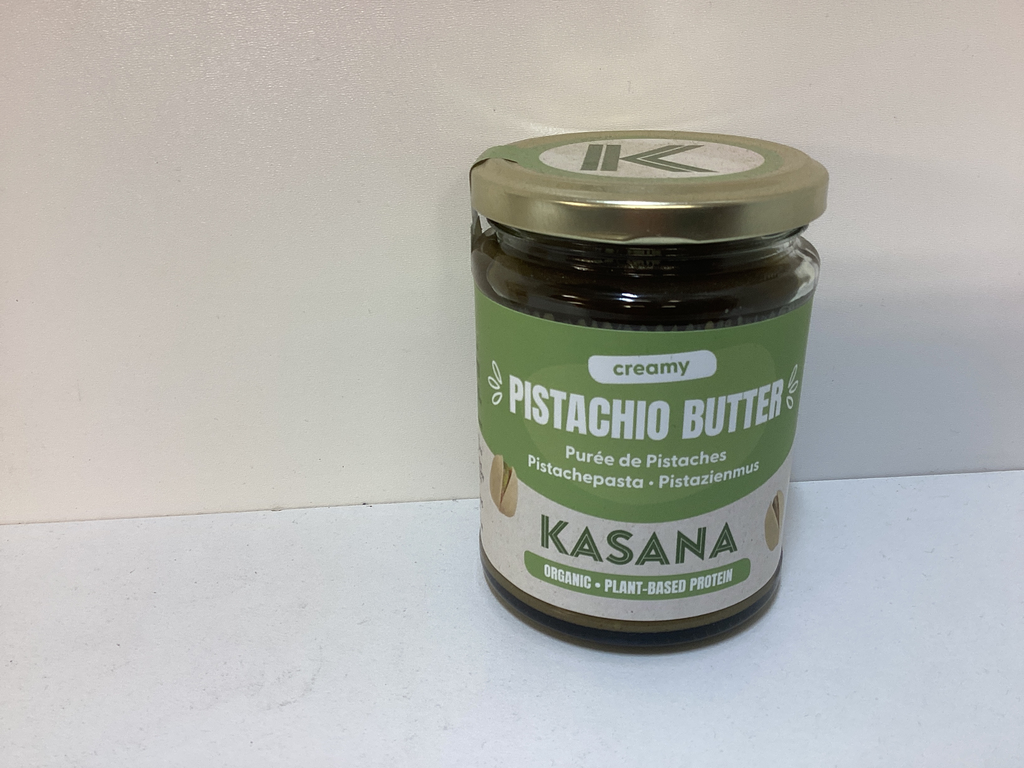 K
creamy
PISTACHIO BUTTER
Purée de Pistaches
Pistachepasta • Pistazienmus
KASANA
ORGANIC • PLANT-BASED PROTEIN